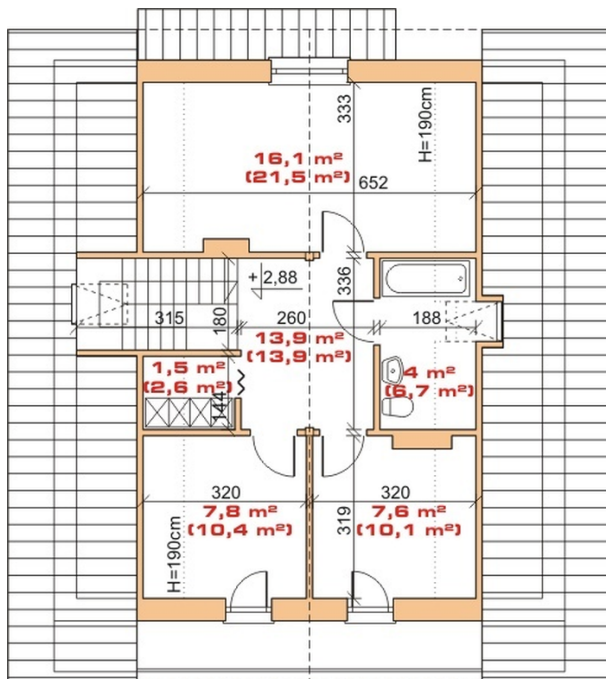 333
H=190cm
16,1 m²
(21,5 m²)
652
+2,88
336
315
180
260
188
13,9 m²
(13,9 m²)
1,5 m²
(2,6 m²)
4 m²
(6,7 m²)
144
320
320
7,8 m²
(10,4 m²)
7,6 m²
(10,1 m²)
319
H=190cm